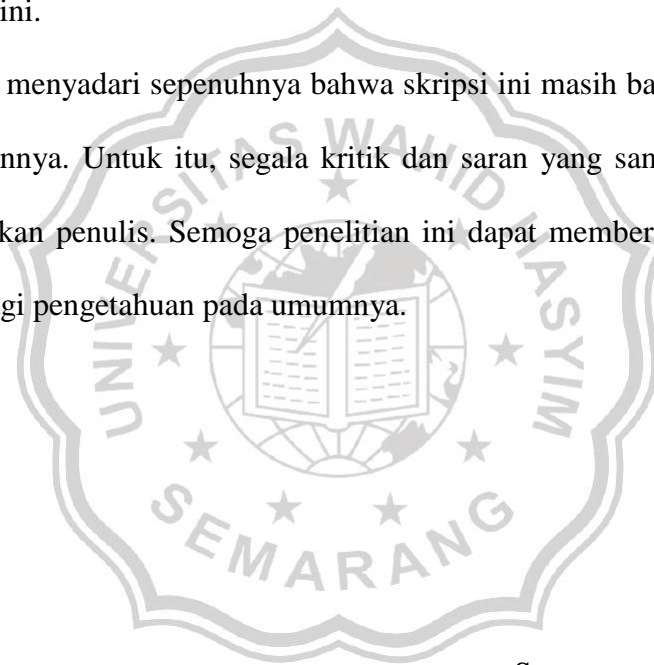 ini.
menyadari sepenuhnya bahwa skripsi ini masih ba
nnya. Untuk itu, segala kritik dan saran yang san
kan penulis. Semoga penelitian ini dapat member
gi pengetahuan pada umumnya.
UNIVERSITAS WAHID HASYIM
SEMARANG